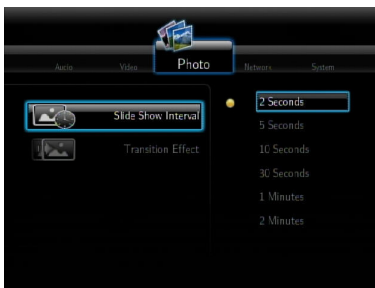 Audio Video Photo Network System
Slide Show Interval
Transition Effect
2 Seconds
5 Seconds
10 Seconds
30 Seconds
1 Minutes
2 Minutes